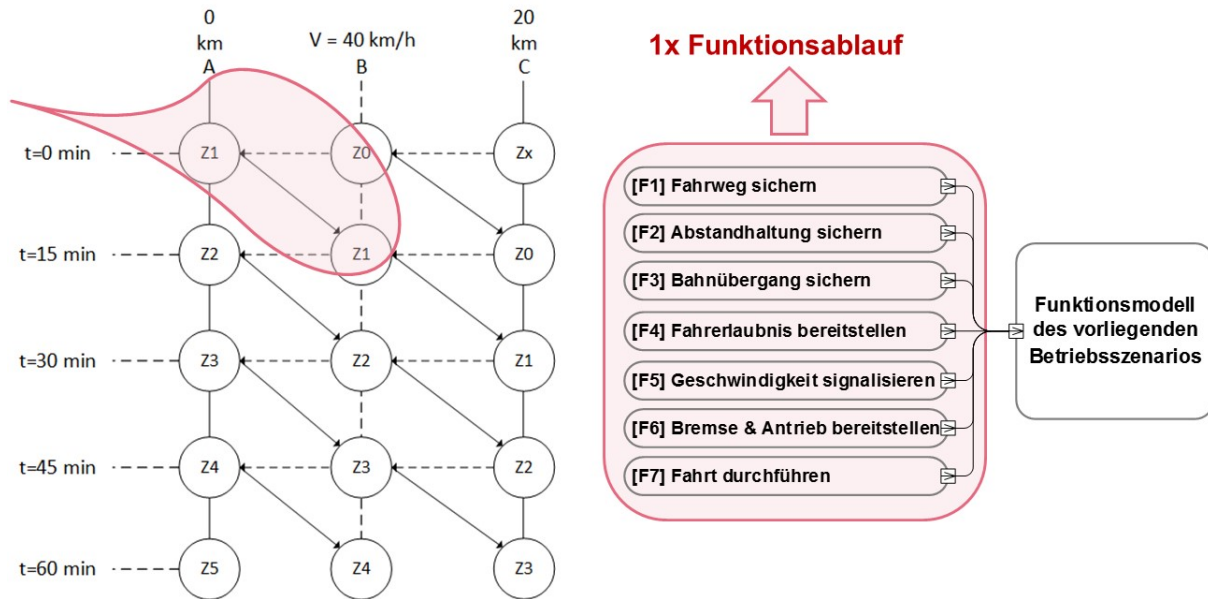 0
km
A
V = 40 km/h
B
20
km
C
t=0 min
Z1
Z0
Zx
t=15 min
Z2
Z1
Z0
t=30 min
Z3
Z2
Z1
t=45 min
Z4
Z3
Z2
t=60 min
Z5
Z4
Z3
1x Funktionsablauf
[F1] Fahrweg sichern
[F2] Abstandhaltung sichern
[F3] Bahnübergang sichern
[F4] Fahrerlaubnis bereitstellen
[F5] Geschwindigkeit signalisieren
[F6] Bremse & Antrieb bereitstellen
[F7] Fahrt durchführen
Funktionsmodell
des vorliegenden
Betriebsszenarios